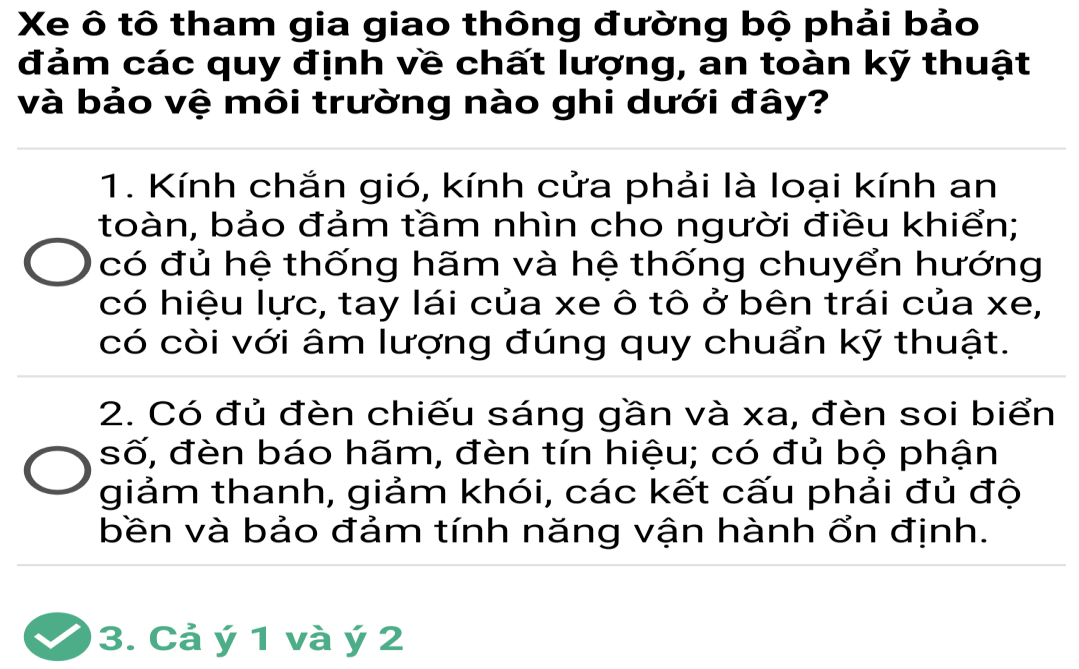 Xe ô tô tham gia giao thông đường bộ phải bảo
đảm các quy định về chất lượng, an toàn kỹ thuật
và bảo vệ môi trường nào ghi dưới đây?
1. Kính chắn gió, kính cửa phải là loại kính an
toàn, bảo đảm tầm nhìn cho người điều khiển;
có đủ hệ thống hãm và hệ thống chuyển hướng
có hiệu lực, tay lái của xe ô tô ở bên trái của xe,
có còi với âm lượng đúng quy chuẩn kỹ thuật.
2. Có đủ đèn chiếu sáng gần và xa, đèn soi biển
số, đèn báo hãm, đèn tín hiệu; có đủ bộ phận
giảm thanh, giảm khói, các kết cấu phải đủ độ
bền và bảo đảm tính năng vận hành ổn định.
3. Cả ý 1 và ý 2